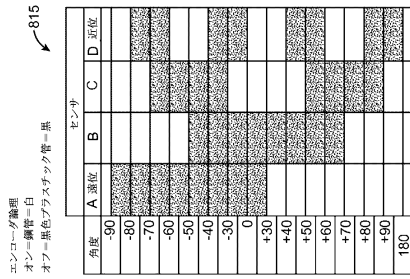 エンコーダ論理
オン=鋼管=白
オフ=黒色プラスチック管=黒
815
センサ
角度
A 遠位
B
C
D 近位
-90
-80
-70
-60
-50
-40
-30
0
+30
+40
+50
+60
+70
+80
+90
180